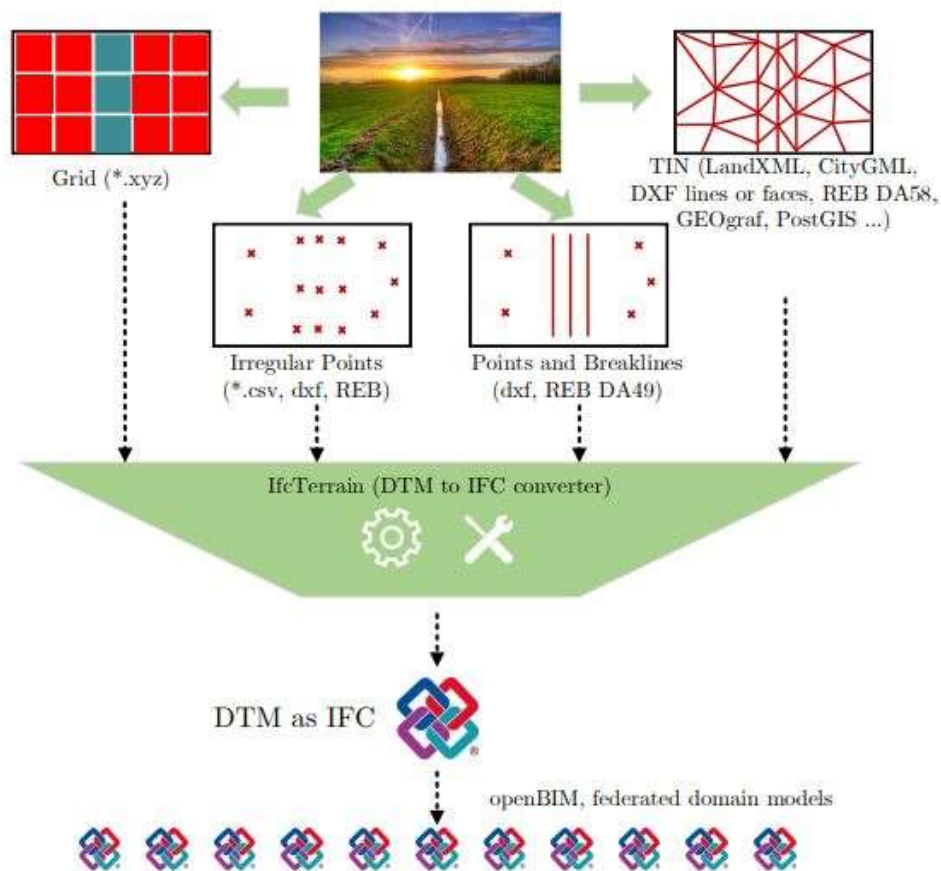 Grid (*.xyz)
TIN (LandXML, CityGML,
DXF lines or faces, REB DA58,
GEOgraf, PostGIS ...)
Irregular Points
(*.csv, dxf, REB)
Points and Breaklines
(dxf, REB DA49)
IfcTerrain (DTM to IFC converter)
DTM as IFC
®
openBIM, federated domain models